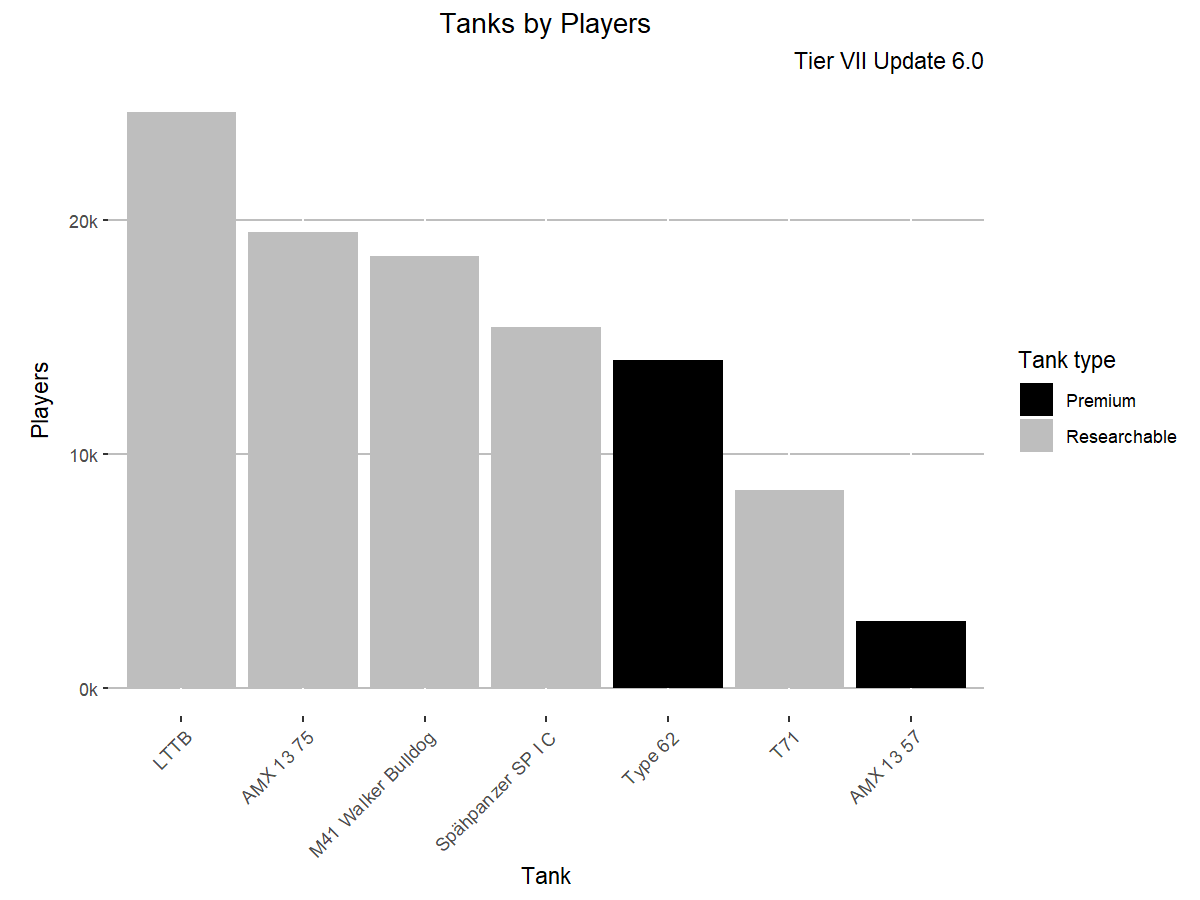 Tanks by Players
Tier VII Update 6.0
Players
20k
10k
0k
LTTB
AMX 13 75
M41 Walker Bulldog
Spähpanzer SP I C
Type 62
T71
AMX 13 57
Tank
Tank type
Premium
Researchable